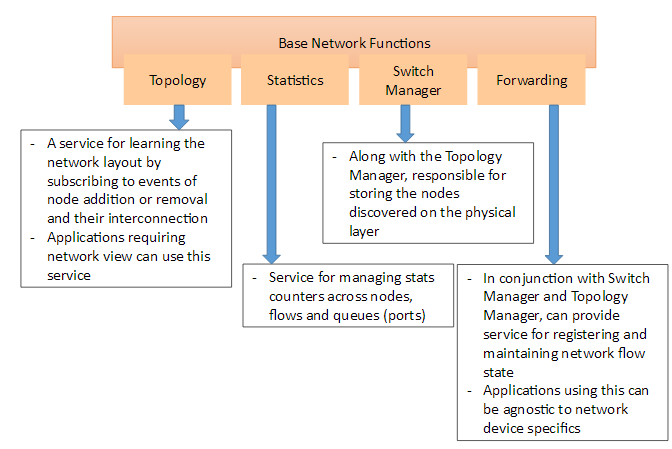 Base Network Functions
Topology
Statistics
Switch
Manager
Forwarding
- A service for learning the
network layout by
subscribing to events of
node addition or removal
and their interconnection
- Applications requiring
network view can use this
service
- Along with the Topology
Manager, responsible for
storing the nodes
discovered on the physical
layer
- Service for managing stats
counters across nodes,
flows and queues (ports)
- In conjunction with Switch
Manager and Topology
Manager, can provide
service for registering and
maintaining network flow
state
- Applications using this can
be agnostic to network
device specifics